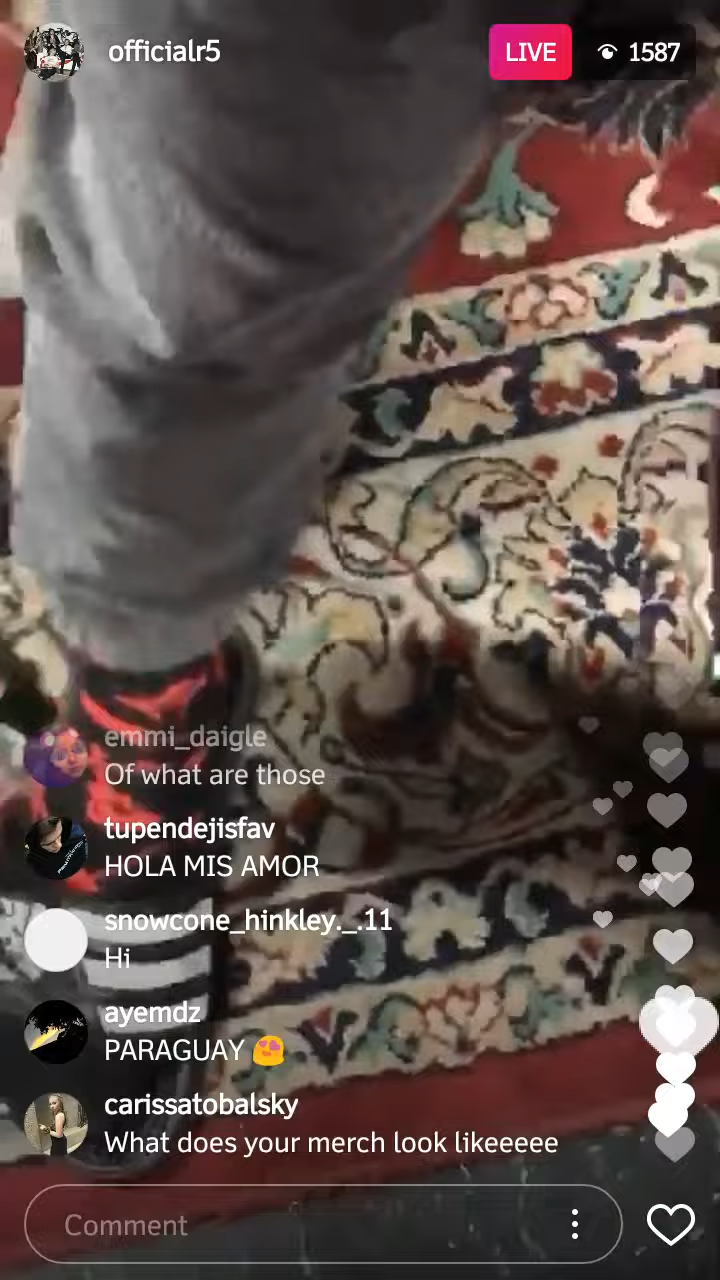 officialr5
LIVE
1587
emmi_daigle
Of what are those
tupendejisfav
HOLA MIS AMOR
snowcone_hinkley._.11
Hi
ayemdz
PARAGUAY 😍
carissatobalsky
What does your merch look likeeeee
Comment